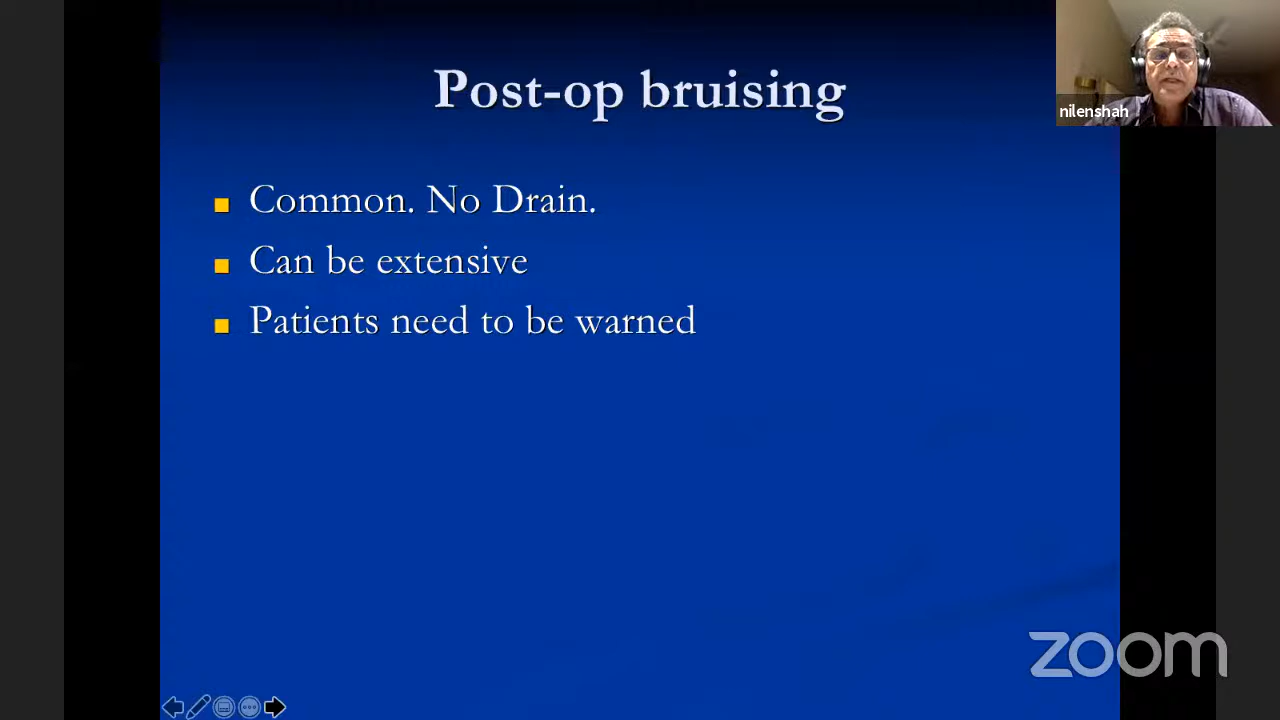 Post-op bruising
nilenshah
Common. No Drain.
Can be extensive
Patients need to be warned
zoom